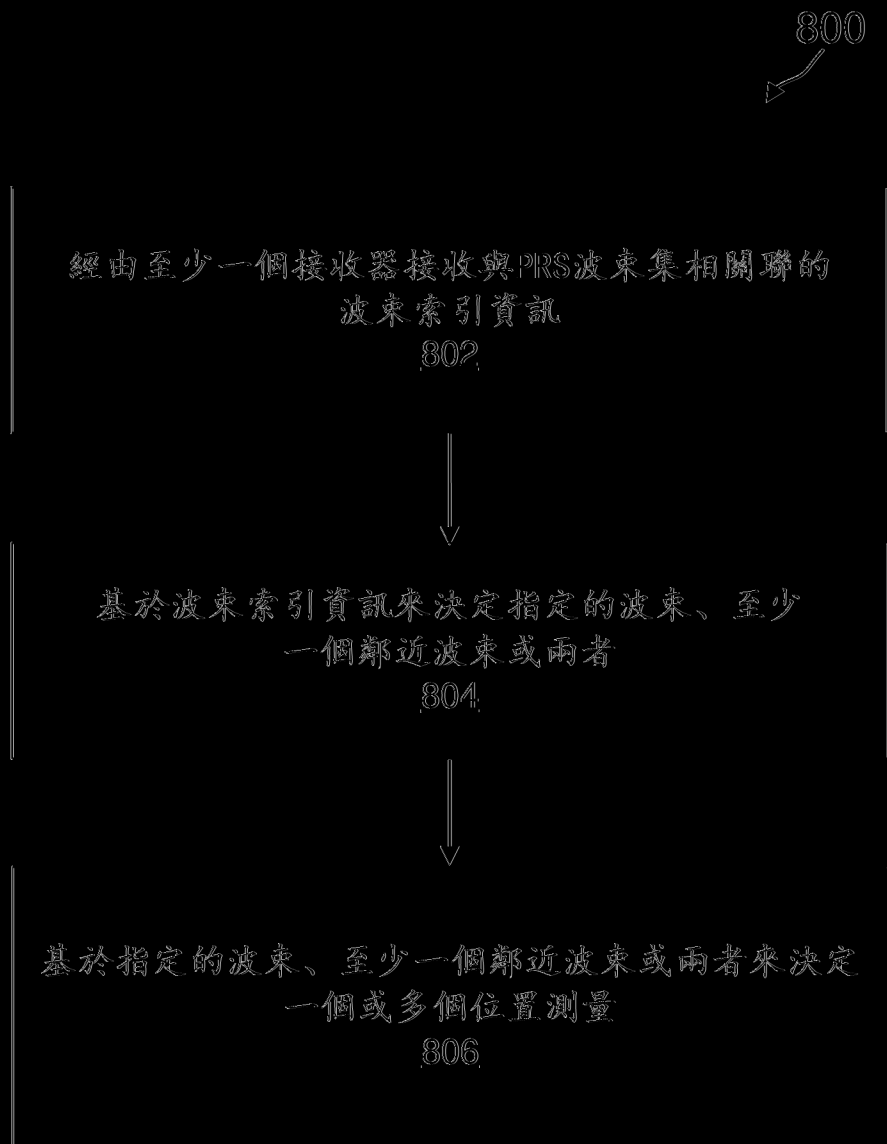 800
經由至少一個接收器接收與PRS波束集相關聯的
波束索引資訊
802
基於波束索引資訊來決定指定的波束、至少
一個鄰近波束或兩者
804
基於指定的波束、至少一個鄰近波束或兩者來決定
一個或多個位置測量
806